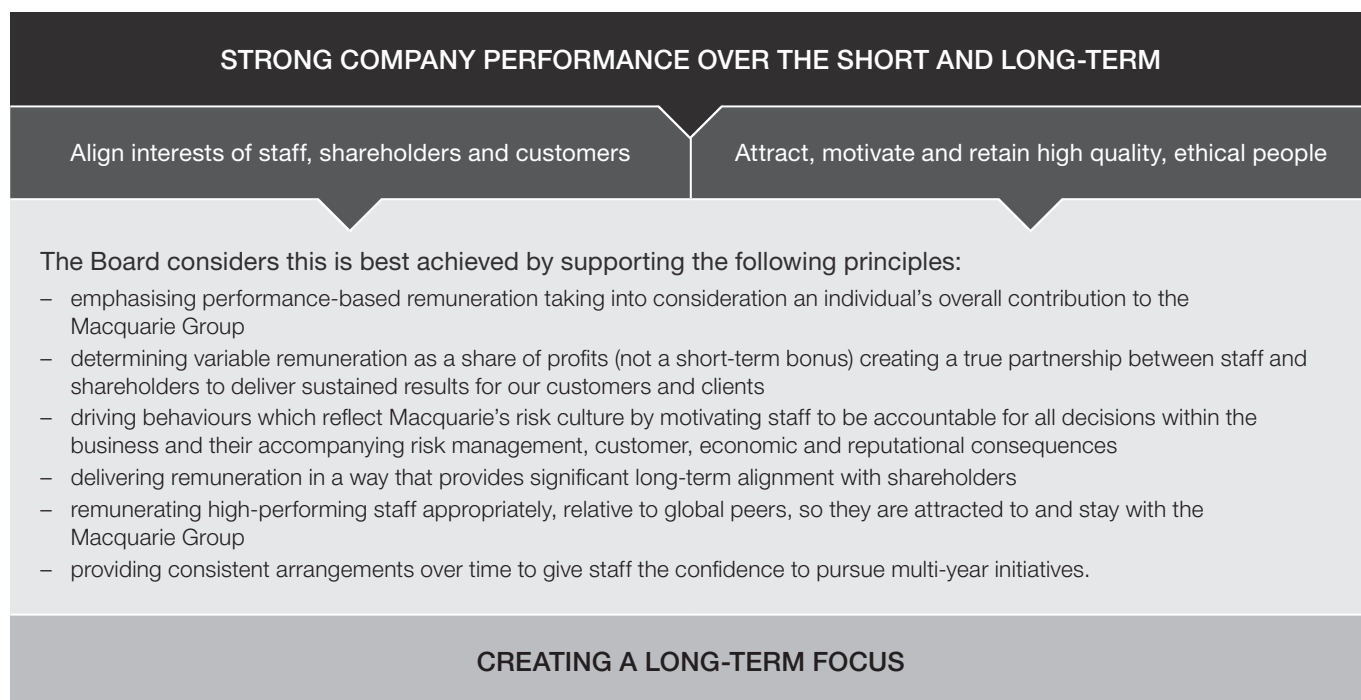 STRONG COMPANY PERFORMANCE OVER THE SHORT AND LONG-TERM
Align interests of staff, shareholders and customers
Attract, motivate and retain high quality, ethical people
The Board considers this is best achieved by supporting the following principles:
– emphasising performance-based remuneration taking into consideration an individual’s overall contribution to the
Macquarie Group
– determining variable remuneration as a share of profits (not a short-term bonus) creating a true partnership between staff and
shareholders to deliver sustained results for our customers and clients
– driving behaviours which reflect Macquarie’s risk culture by motivating staff to be accountable for all decisions within the
business and their accompanying risk management, customer, economic and reputational consequences
– delivering remuneration in a way that provides significant long-term alignment with shareholders
– remunerating high-performing staff appropriately, relative to global peers, so they are attracted to and stay with the
Macquarie Group
– providing consistent arrangements over time to give staff the confidence to pursue multi-year initiatives.
CREATING A LONG-TERM FOCUS